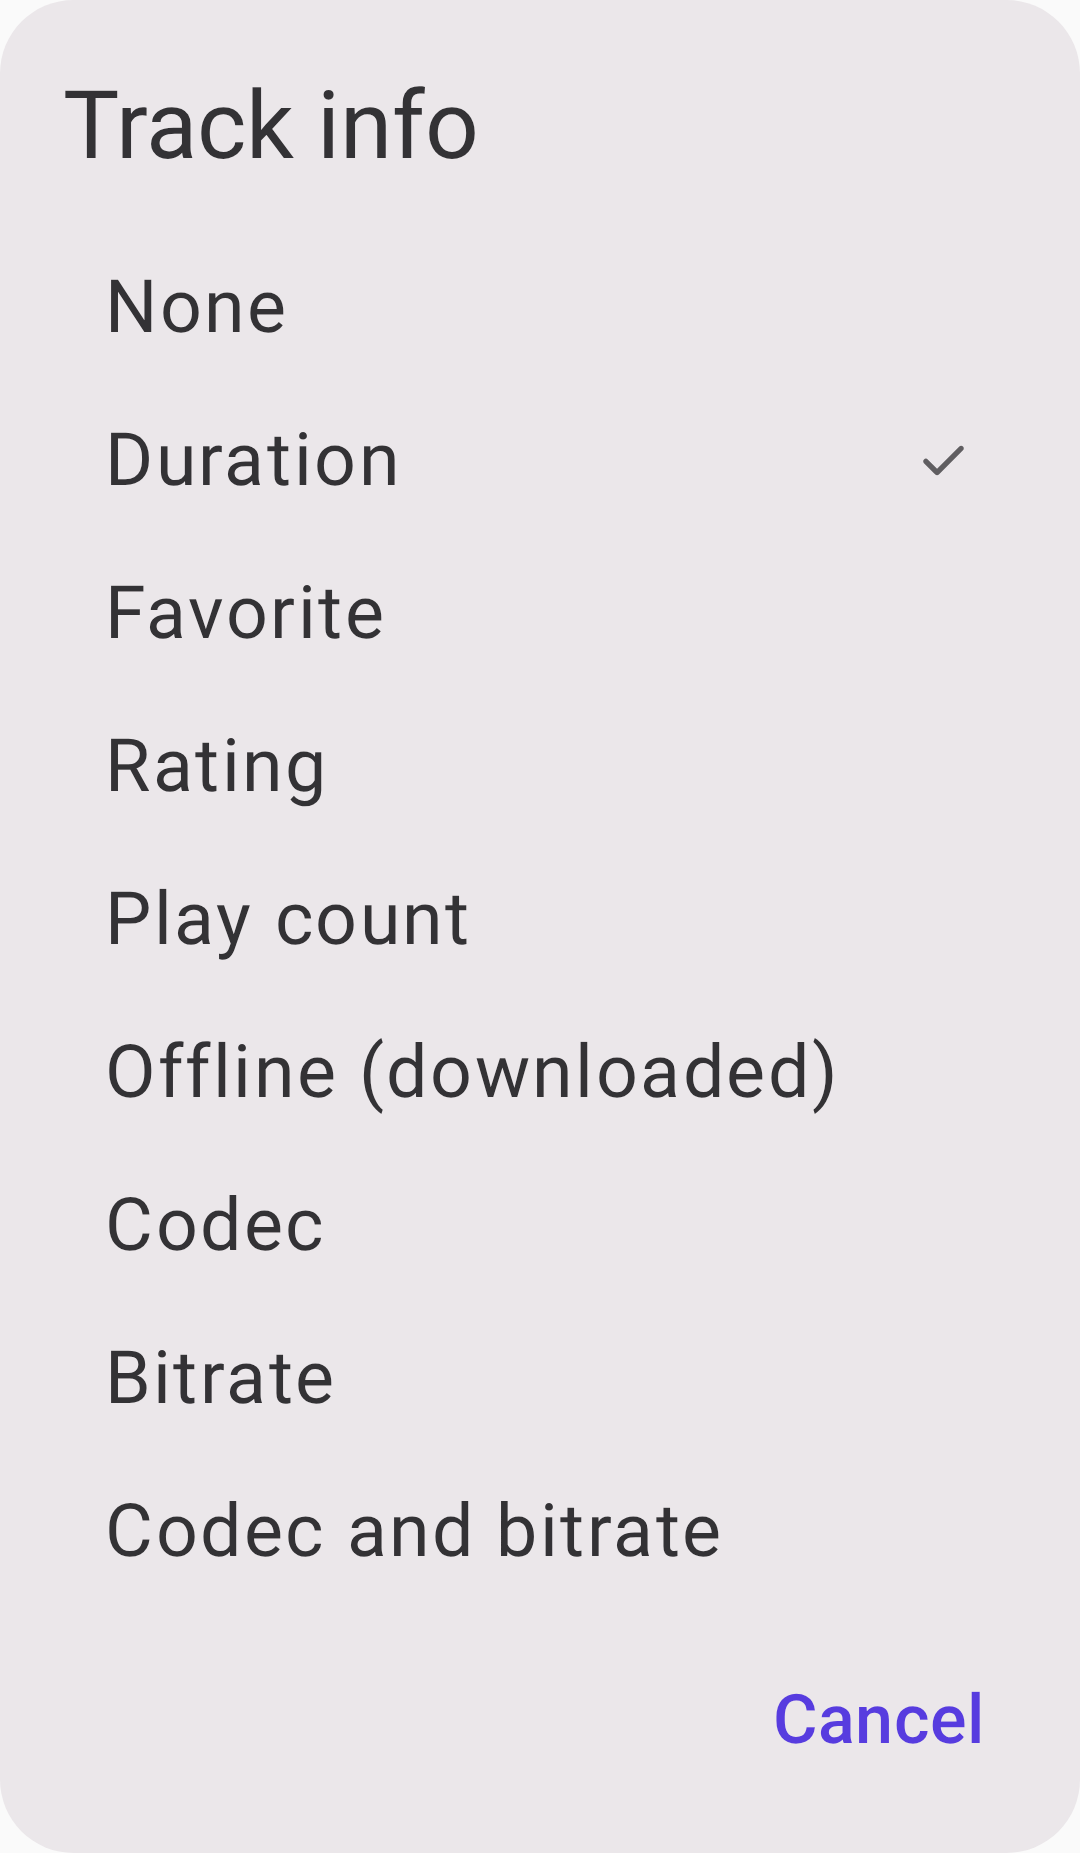 Track info
None
Duration
Favorite
Rating
Play count
Offline (downloaded)
Codec
Bitrate
Codec and bitrate
Cancel